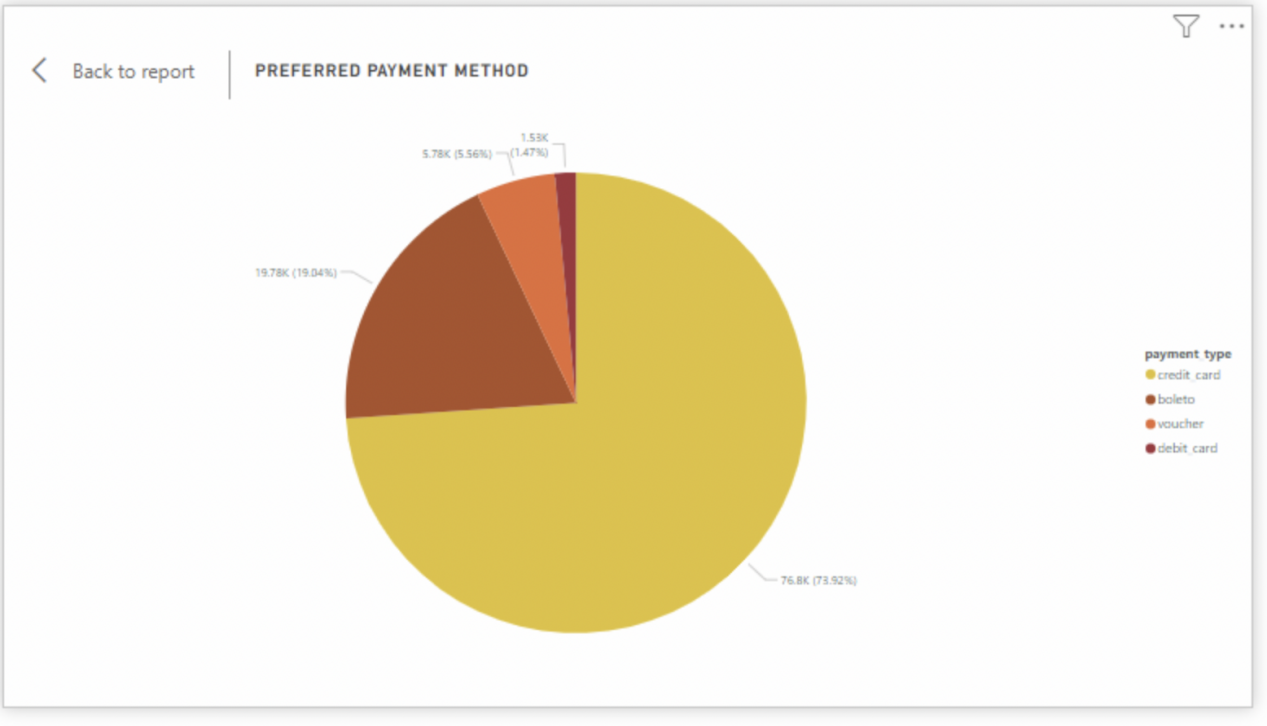 Back to report
PREFERRED PAYMENT METHOD
1.53K
(1.47%)
5.78K (5.56%)
19.78K (19.04%)
76.8K (73.92%)
payment_type
credit_card
boleto
voucher
debit_card